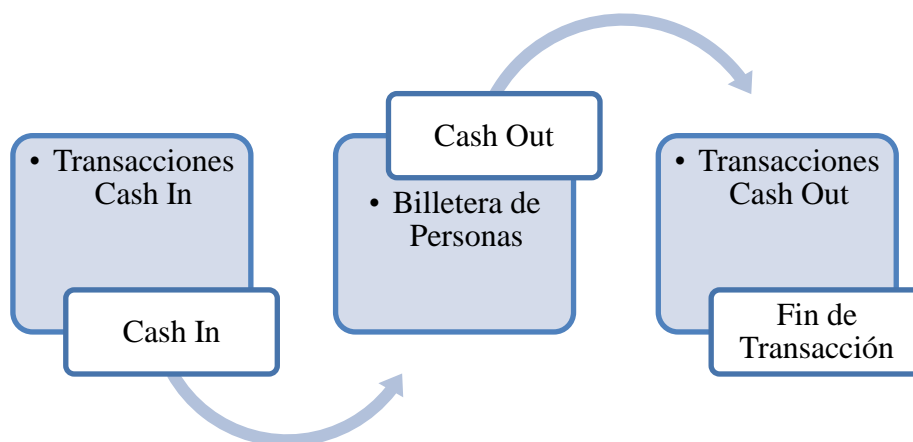 • Transacciones
Cash In
Cash In
Cash Out
• Billetera de
Personas
• Transacciones
Cash Out
Fin de
Transacción